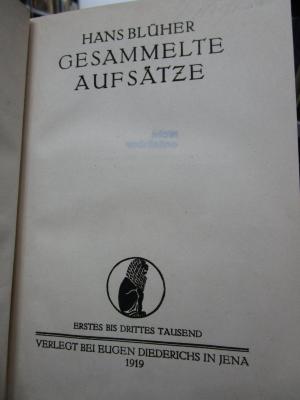 HANS BLÜHER
GESAMMELTE
AUFSÄTZE
ERSTES BIS DRITTES TAUSEND
VERLEGT BEI EUGEN DIEDERICHS IN JENA
1919